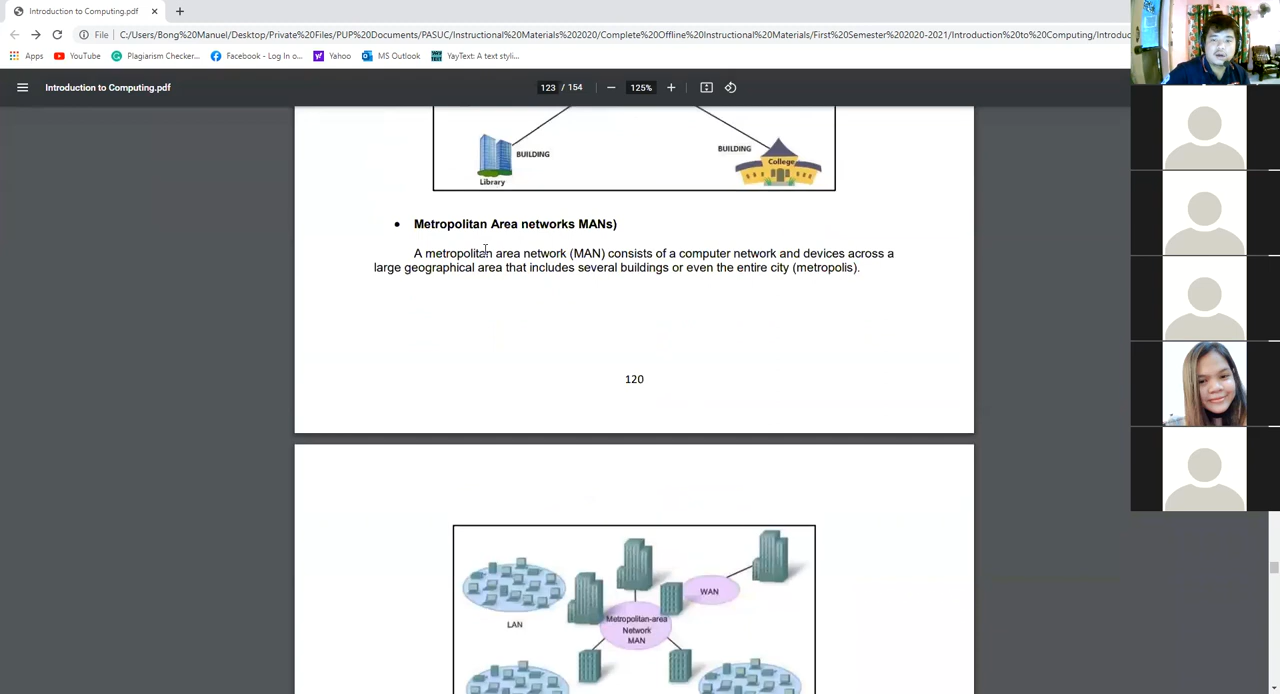 Introduction to Computing
File
C:/Users/Bong%20Manuel/Desktop/Private%20Files/PUP%20Documents/PASUC/Instructional%20Materials%202020/Complete%20Offline%20Instructional%20Materials/First%20Semester%202020-2021/Introduction%20to%20Computing/Introduc
Apps
YouTube
Plagiarism Checker...
Facebook - Log In o...
Yahoo
MS Outlook
YayText: A text styli...
Introduction to Computing.pdf
123 / 154
125%
BUILDING
Library
BUILDING
College
• Metropolitan Area networks MANs)
A metropolitan area network (MAN) consists of a computer network and devices across a
large geographical area that includes several buildings or even the entire city (metropolis).
120
LAN
Metropolitan-area
Network
MAN
WAN